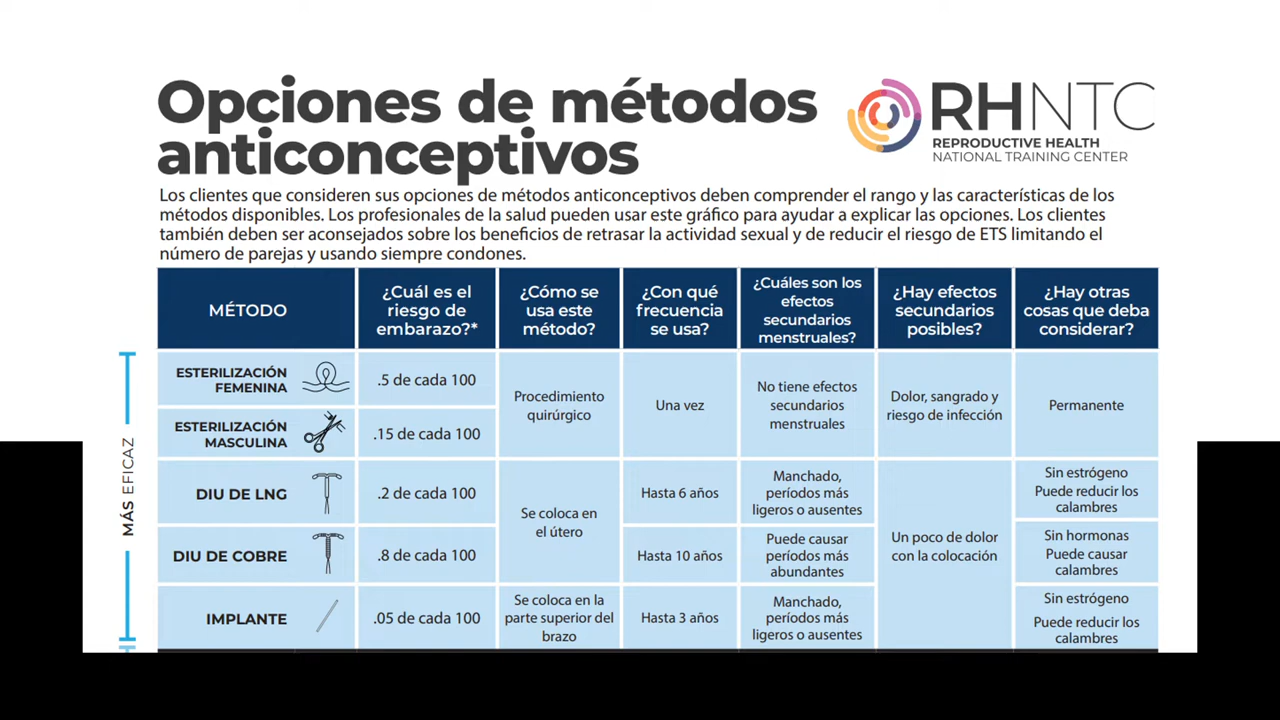 Opciones de métodos
anticonceptivos
RHNTC
REPRODUCTIVE HEALTH
NATIONAL TRAINING CENTER
Los clientes que consideren sus opciones de métodos anticonceptivos deben comprender el rango y las características de los
métodos disponibles. Los profesionales de la salud pueden usar este gráfico para ayudar a explicar las opciones. Los clientes
también deben ser aconsejados sobre los beneficios de retrasar la actividad sexual y de reducir el riesgo de ETS limitando el
número de parejas y usando siempre condones.
MÉTODO
¿Cuál es el
riesgo de
embarazo?*
¿Cómo se
usa este
método?
¿Con qué
frecuencia
se usa?
¿Cuáles son los
efectos
secundarios
menstruales?
¿Hay efectos
secundarios
posibles?
¿Hay otras
cosas que deba
considerar?
MÁS EFICAZ
ESTERILIZACIÓN
FEMENINA
.5 de cada 100
Procedimiento
quirúrgico
Una vez
No tiene efectos
secundarios
menstruales
Dolor, sangrado y
riesgo de infección
Permanente
ESTERILIZACIÓN
MASCULINA
.15 de cada 100
DIU DE LNG
.2 de cada 100
Se coloca en
el útero
Hasta 6 años
Manchado,
períodos más
ligeros o ausentes
Un poco de dolor
con la colocación
Sin estrógeno
Puede reducir los
calambres
DIU DE COBRE
.8 de cada 100
Hasta 10 años
Puede causar
períodos más
abundantes
Sin hormonas
Puede causar
calambres
IMPLANTE
.05 de cada 100
Se coloca en la
parte superior del
brazo
Hasta 3 años
Manchado,
períodos más
ligeros o ausentes
Sin estrógeno
Puede reducir los
calambres